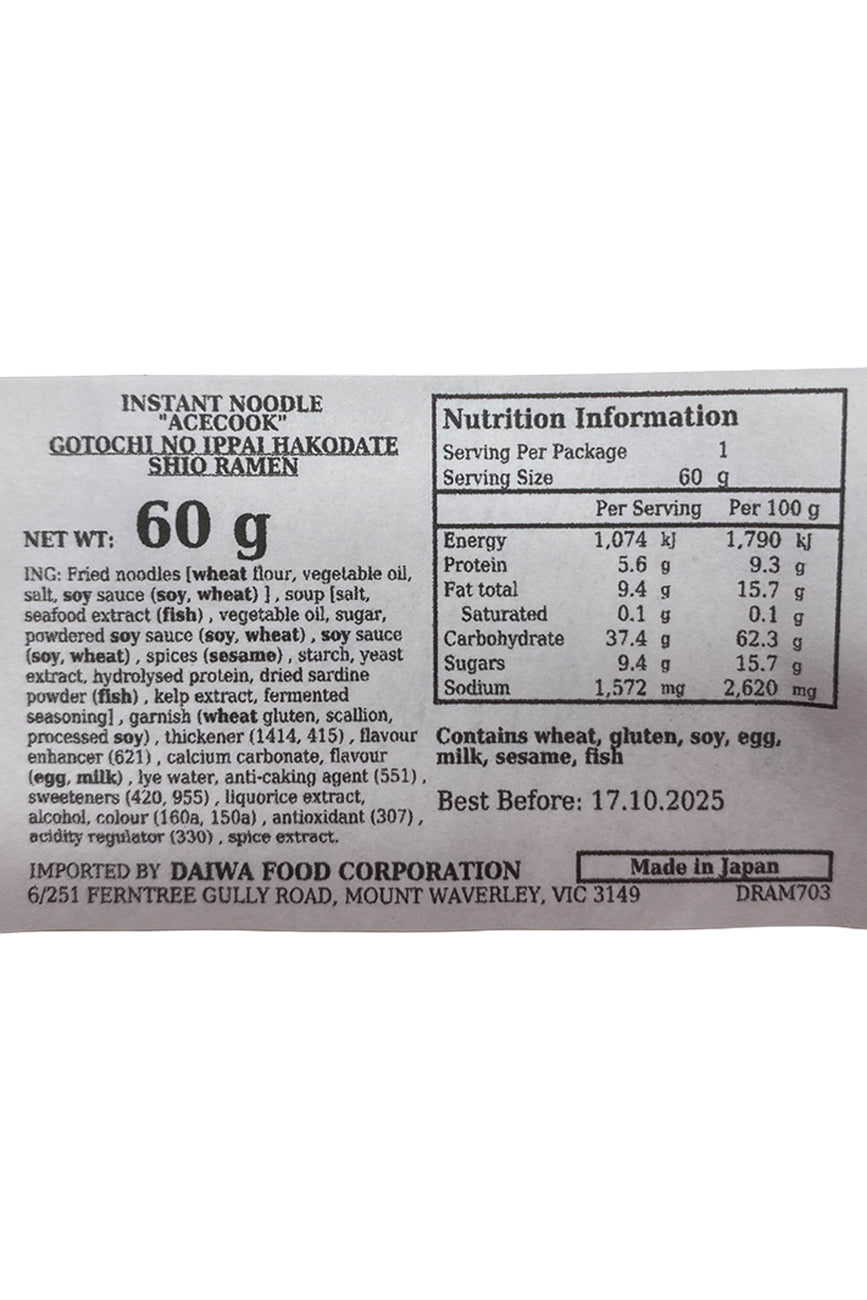 INSTANT NOODLE
"ACECOOK"
GOTOCHI NO IPPAI HAKODATE
SHIO RAMEN
NET WT: 60 g
ING: Fried noodles [wheat flour, vegetable oil,
salt, soy sauce (soy, wheat) ] , soup [salt,
seafood extract (fish) , vegetable oil, sugar,
powdered soy sauce (soy, wheat) , soy sauce
(soy, wheat) , spices (sesame) , starch, yeast
extract, hydrolysed protein, dried sardine
powder (fish) , kelp extract, fermented
seasoning] , garnish (wheat gluten, scallion,
processed soy) , thickener (1414, 415) , flavour
enhancer (621) , calcium carbonate, flavour
(egg, milk) , lye water, anti-caking agent (551) ,
sweeteners (420, 955) , liquorice extract,
alcohol, colour (160a, 150a) , antioxidant (307) ,
acidity regulator (330) , spice extract.
Nutrition Information
Serving Per Package 1
Serving Size 60 g
Per Serving Per 100 g
Energy 1,074 kJ 1,790 kJ
Protein 5.6 g 9.3 g
Fat total 9.4 g 15.7 g
Saturated 0.1 g 0.1 g
Carbohydrate 37.4 g 62.3 g
Sugars 9.4 g 15.7 g
Sodium 1,572 mg 2,620 mg
Contains wheat, gluten, soy, egg,
milk, sesame, fish
Best Before: 17.10.2025
IMPORTED BY DAIWA FOOD CORPORATION
6/251 FERNTREE GULLY ROAD, MOUNT WAVERLEY, VIC 3149
Made in Japan
DRAM703